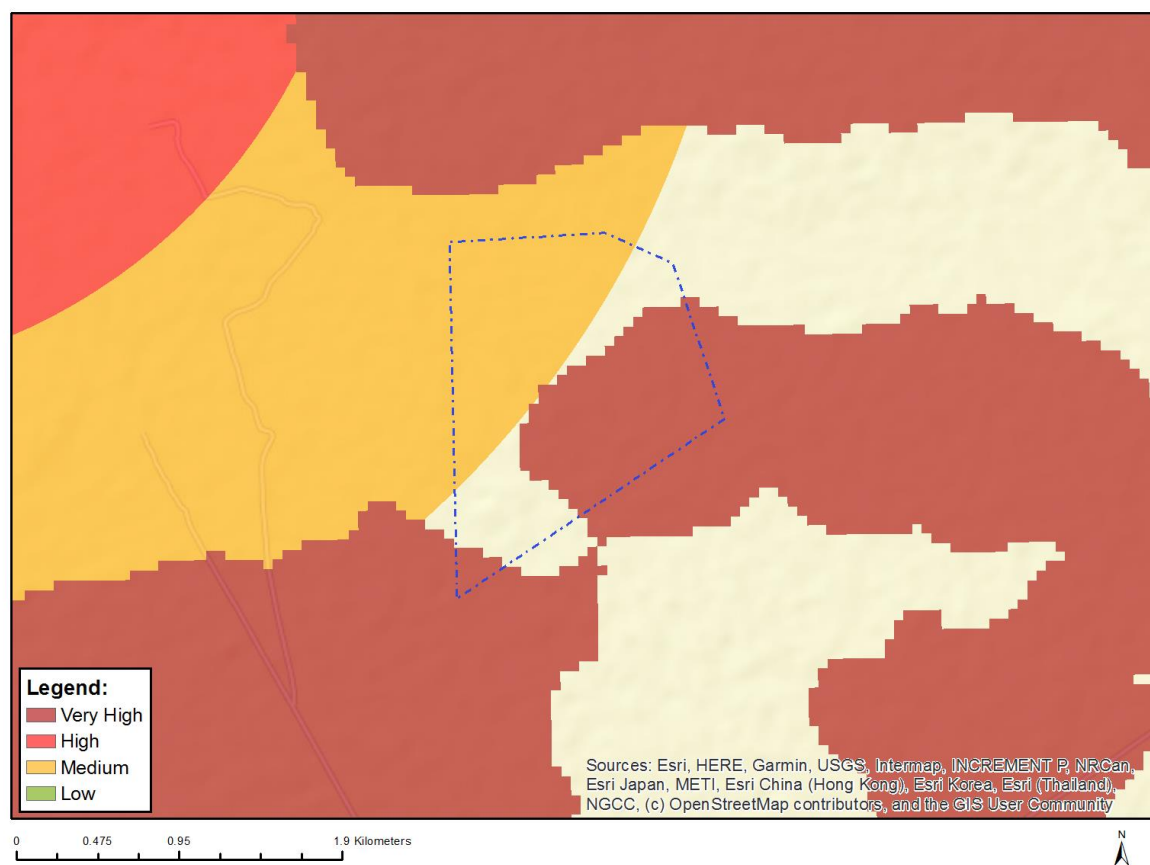 Legend:
Very High
High
Medium
Low
Sources: Esri, HERE, Garmin, USGS, Intermap, INCREMENT P, NRCan,
Esri Japan, METI, Esri China (Hong Kong), Esri Korea, Esri (Thailand),
NGCC, (c) OpenStreetMap contributors, and the GIS User Community
0 0.475 0.95 1.9 Kilometers
N